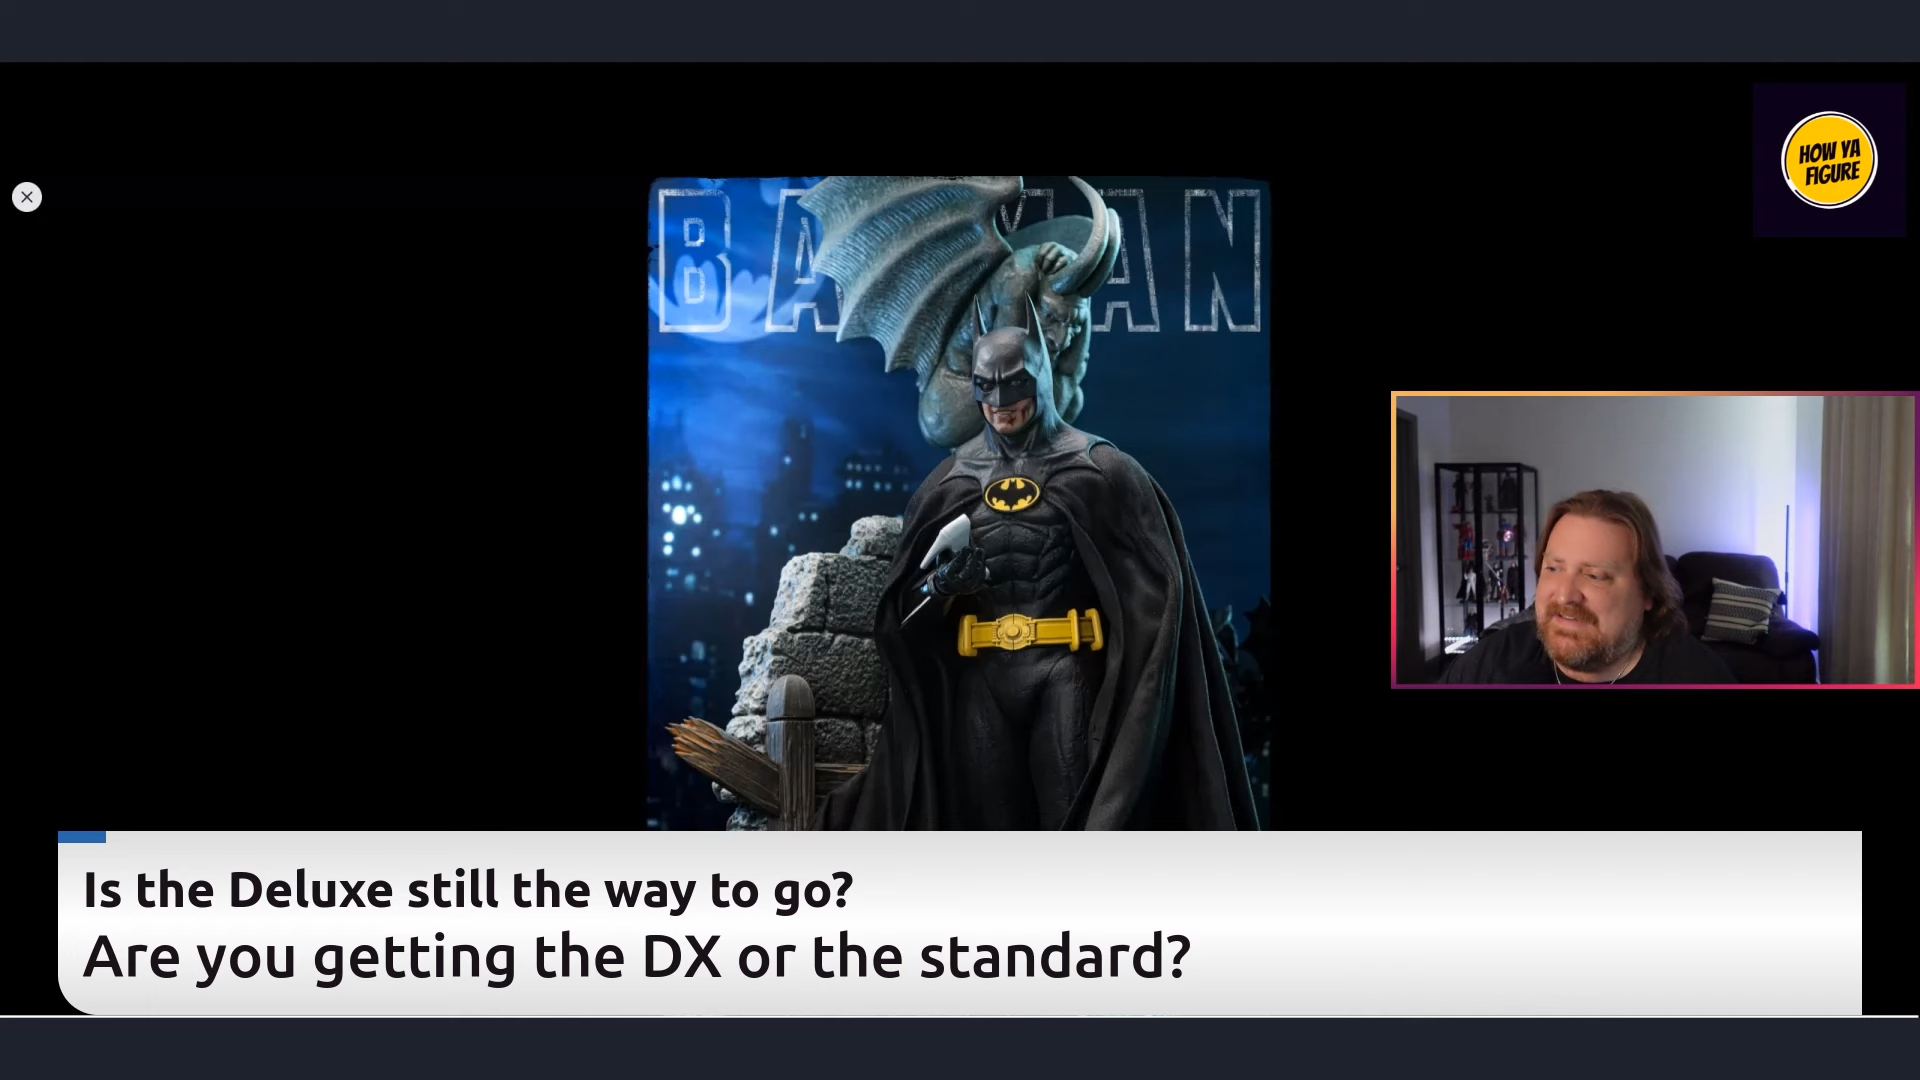 BATMAN
HOW YA
FIGURE
Is the Deluxe still the way to go?
Are you getting the DX or the standard?